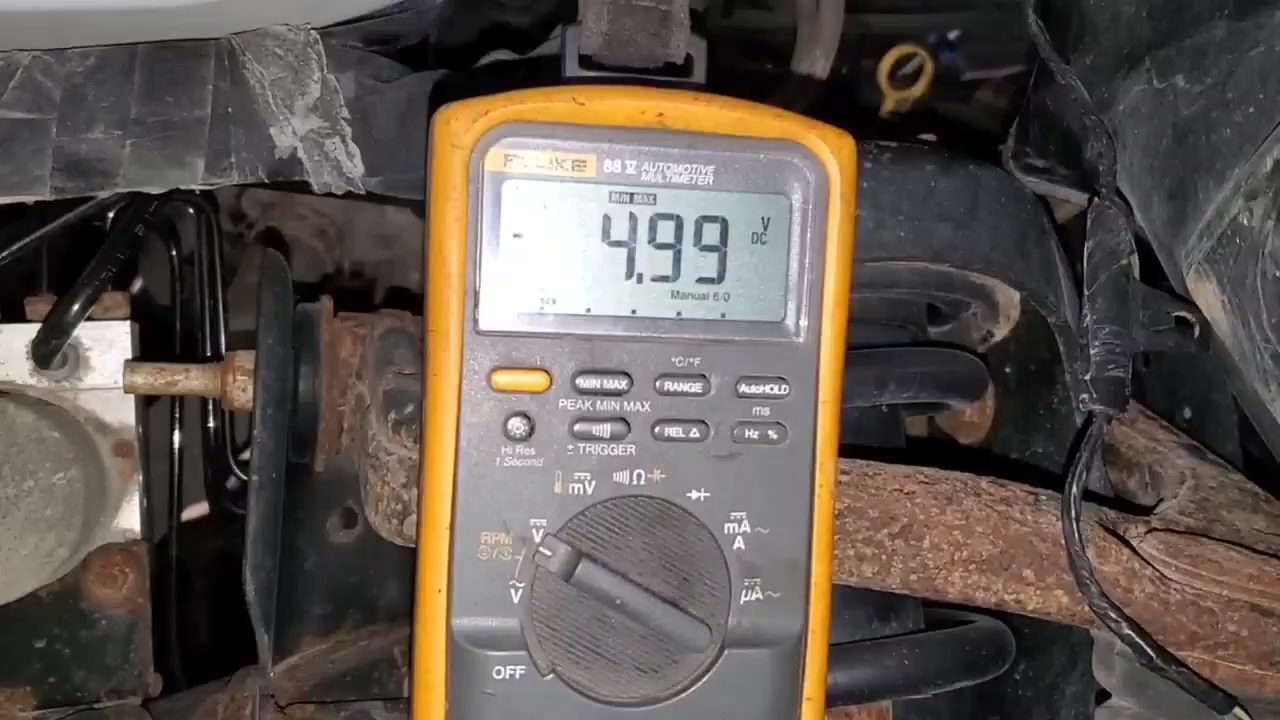 FLUKE 88 V AUTOMOTIVE
MULTIMETER
MIN MAX
4.99 V
DC
Manual 6.0
°C/°F
MIN MAX RANGE AutoHOLD
PEAK MIN MAX ms
REL Δ Hz %
Hi Res
1 Second
± TRIGGER
mV Ω
V mA
A
RPM
µA
V
OFF